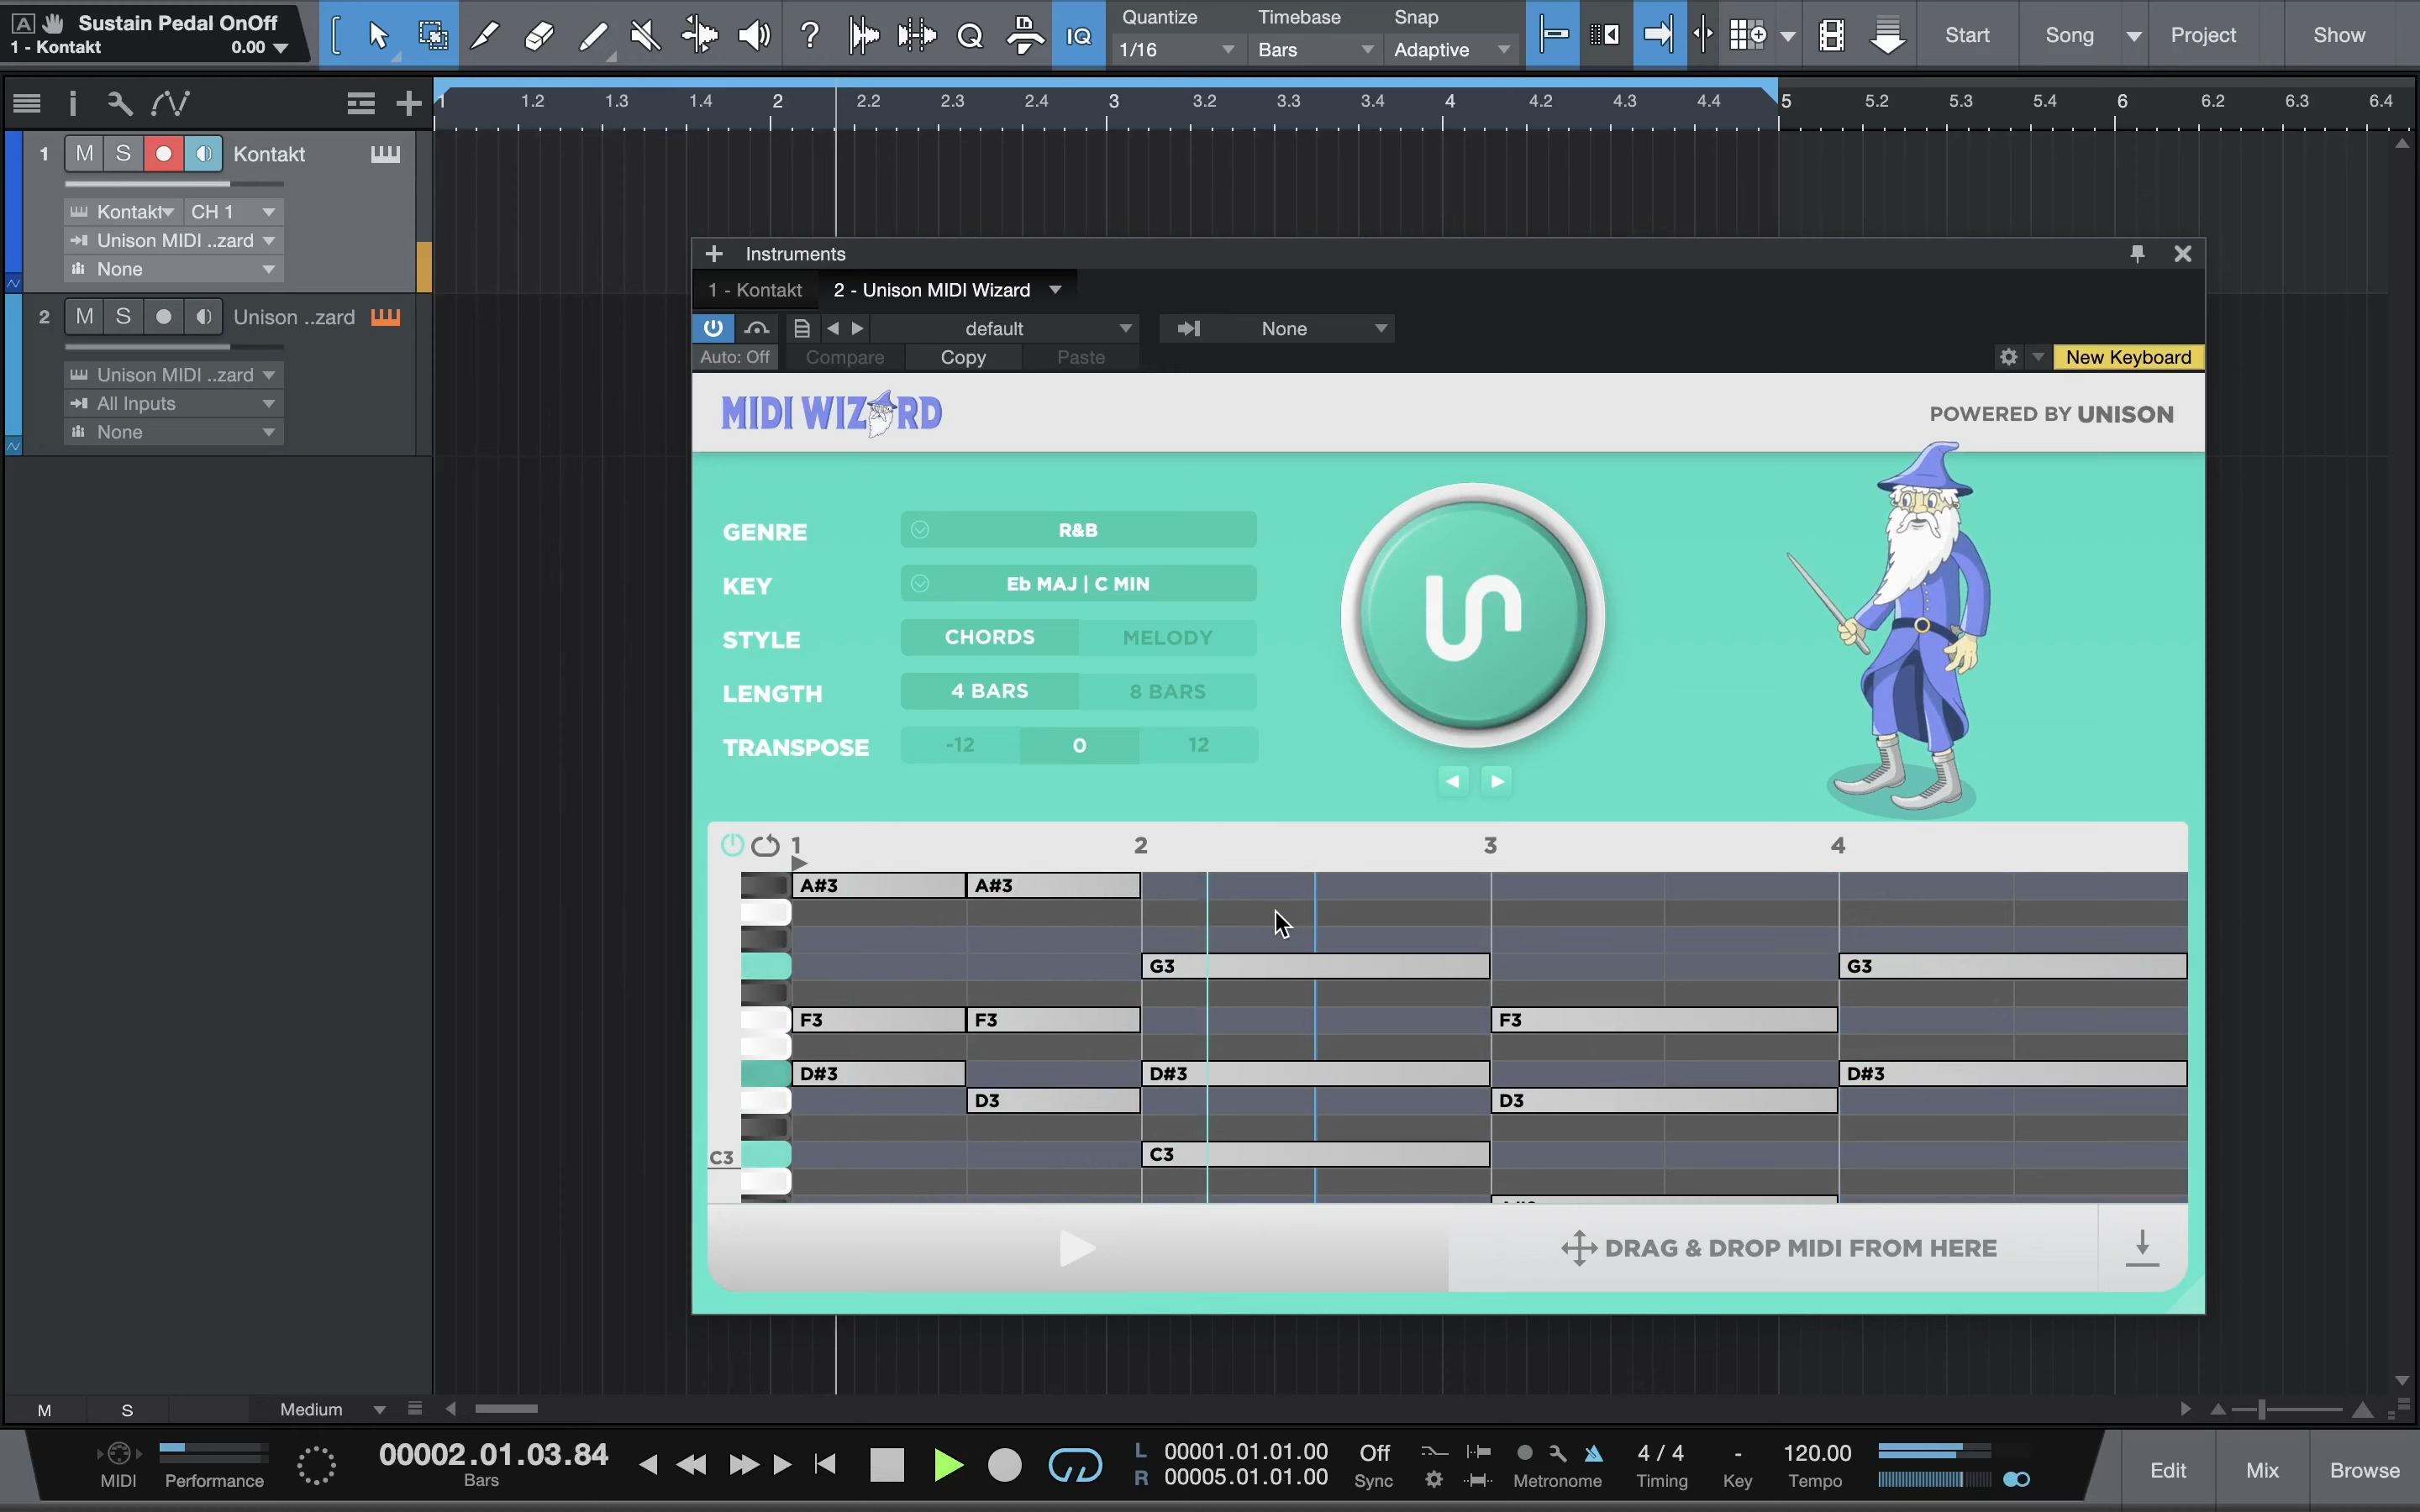 A Sustain Pedal OnOff
1 - Kontakt 0.00
Quantize Timebase Snap
1/16 Bars Adaptive
IQ
Start Song Project Show
1 1.2 1.3 1.4 2 2.2 2.3 2.4 3 3.2 3.3 3.4 4 4.2 4.3 4.4 5 5.2 5.3 5.4 6 6.2 6.3 6.4
1 M S Kontakt
Kontakt CH 1
Unison MIDI ..zard
None
2 M S Unison ..zard
Unison MIDI ..zard
All Inputs
None
Instruments
1 - Kontakt 2 - Unison MIDI Wizard
default None
Auto: Off Compare Copy Paste New Keyboard
MIDI WIZARD POWERED BY UNISON
GENRE R&B
KEY Eb MAJ | C MIN
STYLE CHORDS MELODY
LENGTH 4 BARS 8 BARS
TRANSPOSE -12 0 12
1 2 3 4
A#3 A#3
G3 G3
F3 F3 F3
D#3 D#3 D#3
D3 D3
C3 C3
DRAG & DROP MIDI FROM HERE
M S Medium
MIDI Performance
00002.01.03.84
Bars
L 00001.01.01.00
R 00005.01.01.00
Off
Sync
Metronome
4 / 4
Timing
-
Key
120.00
Tempo
Edit Mix Browse